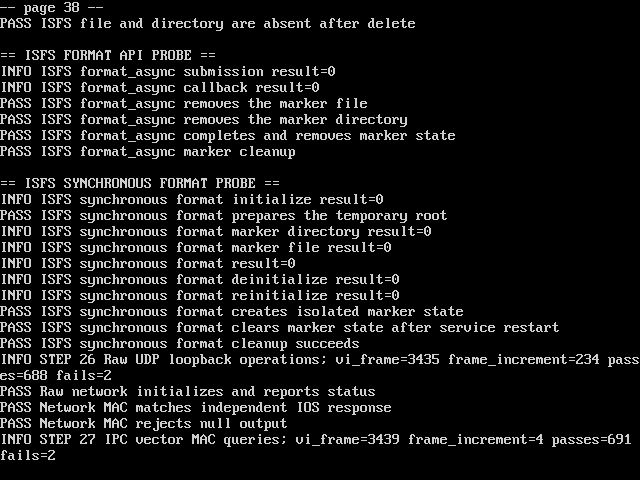 -- page 38 --
PASS ISFS file and directory are absent after delete

== ISFS FORMAT API PROBE ==
INFO ISFS format_async submission result=0
INFO ISFS format_async callback result=0
PASS ISFS format_async removes the marker file
PASS ISFS format_async removes the marker directory
PASS ISFS format_async completes and removes marker state
PASS ISFS format_async marker cleanup

== ISFS SYNCHRONOUS FORMAT PROBE ==
INFO ISFS synchronous format initialize result=0
PASS ISFS synchronous format prepares the temporary root
INFO ISFS synchronous format marker directory result=0
INFO ISFS synchronous format marker file result=0
INFO ISFS synchronous format result=0
INFO ISFS synchronous format deinitialize result=0
INFO ISFS synchronous format reinitialize result=0
PASS ISFS synchronous format creates isolated marker state
PASS ISFS synchronous format clears marker state after service restart
PASS ISFS synchronous format cleanup succeeds
INFO STEP 26 Raw UDP loopback operations; vi_frame=3435 frame_increment=234 pass
es=688 fails=2
PASS Raw network initializes and reports status
PASS Network MAC matches independent IOS response
PASS Network MAC rejects null output
INFO STEP 27 IPC vector MAC queries; vi_frame=3439 frame_increment=4 passes=691
fails=2